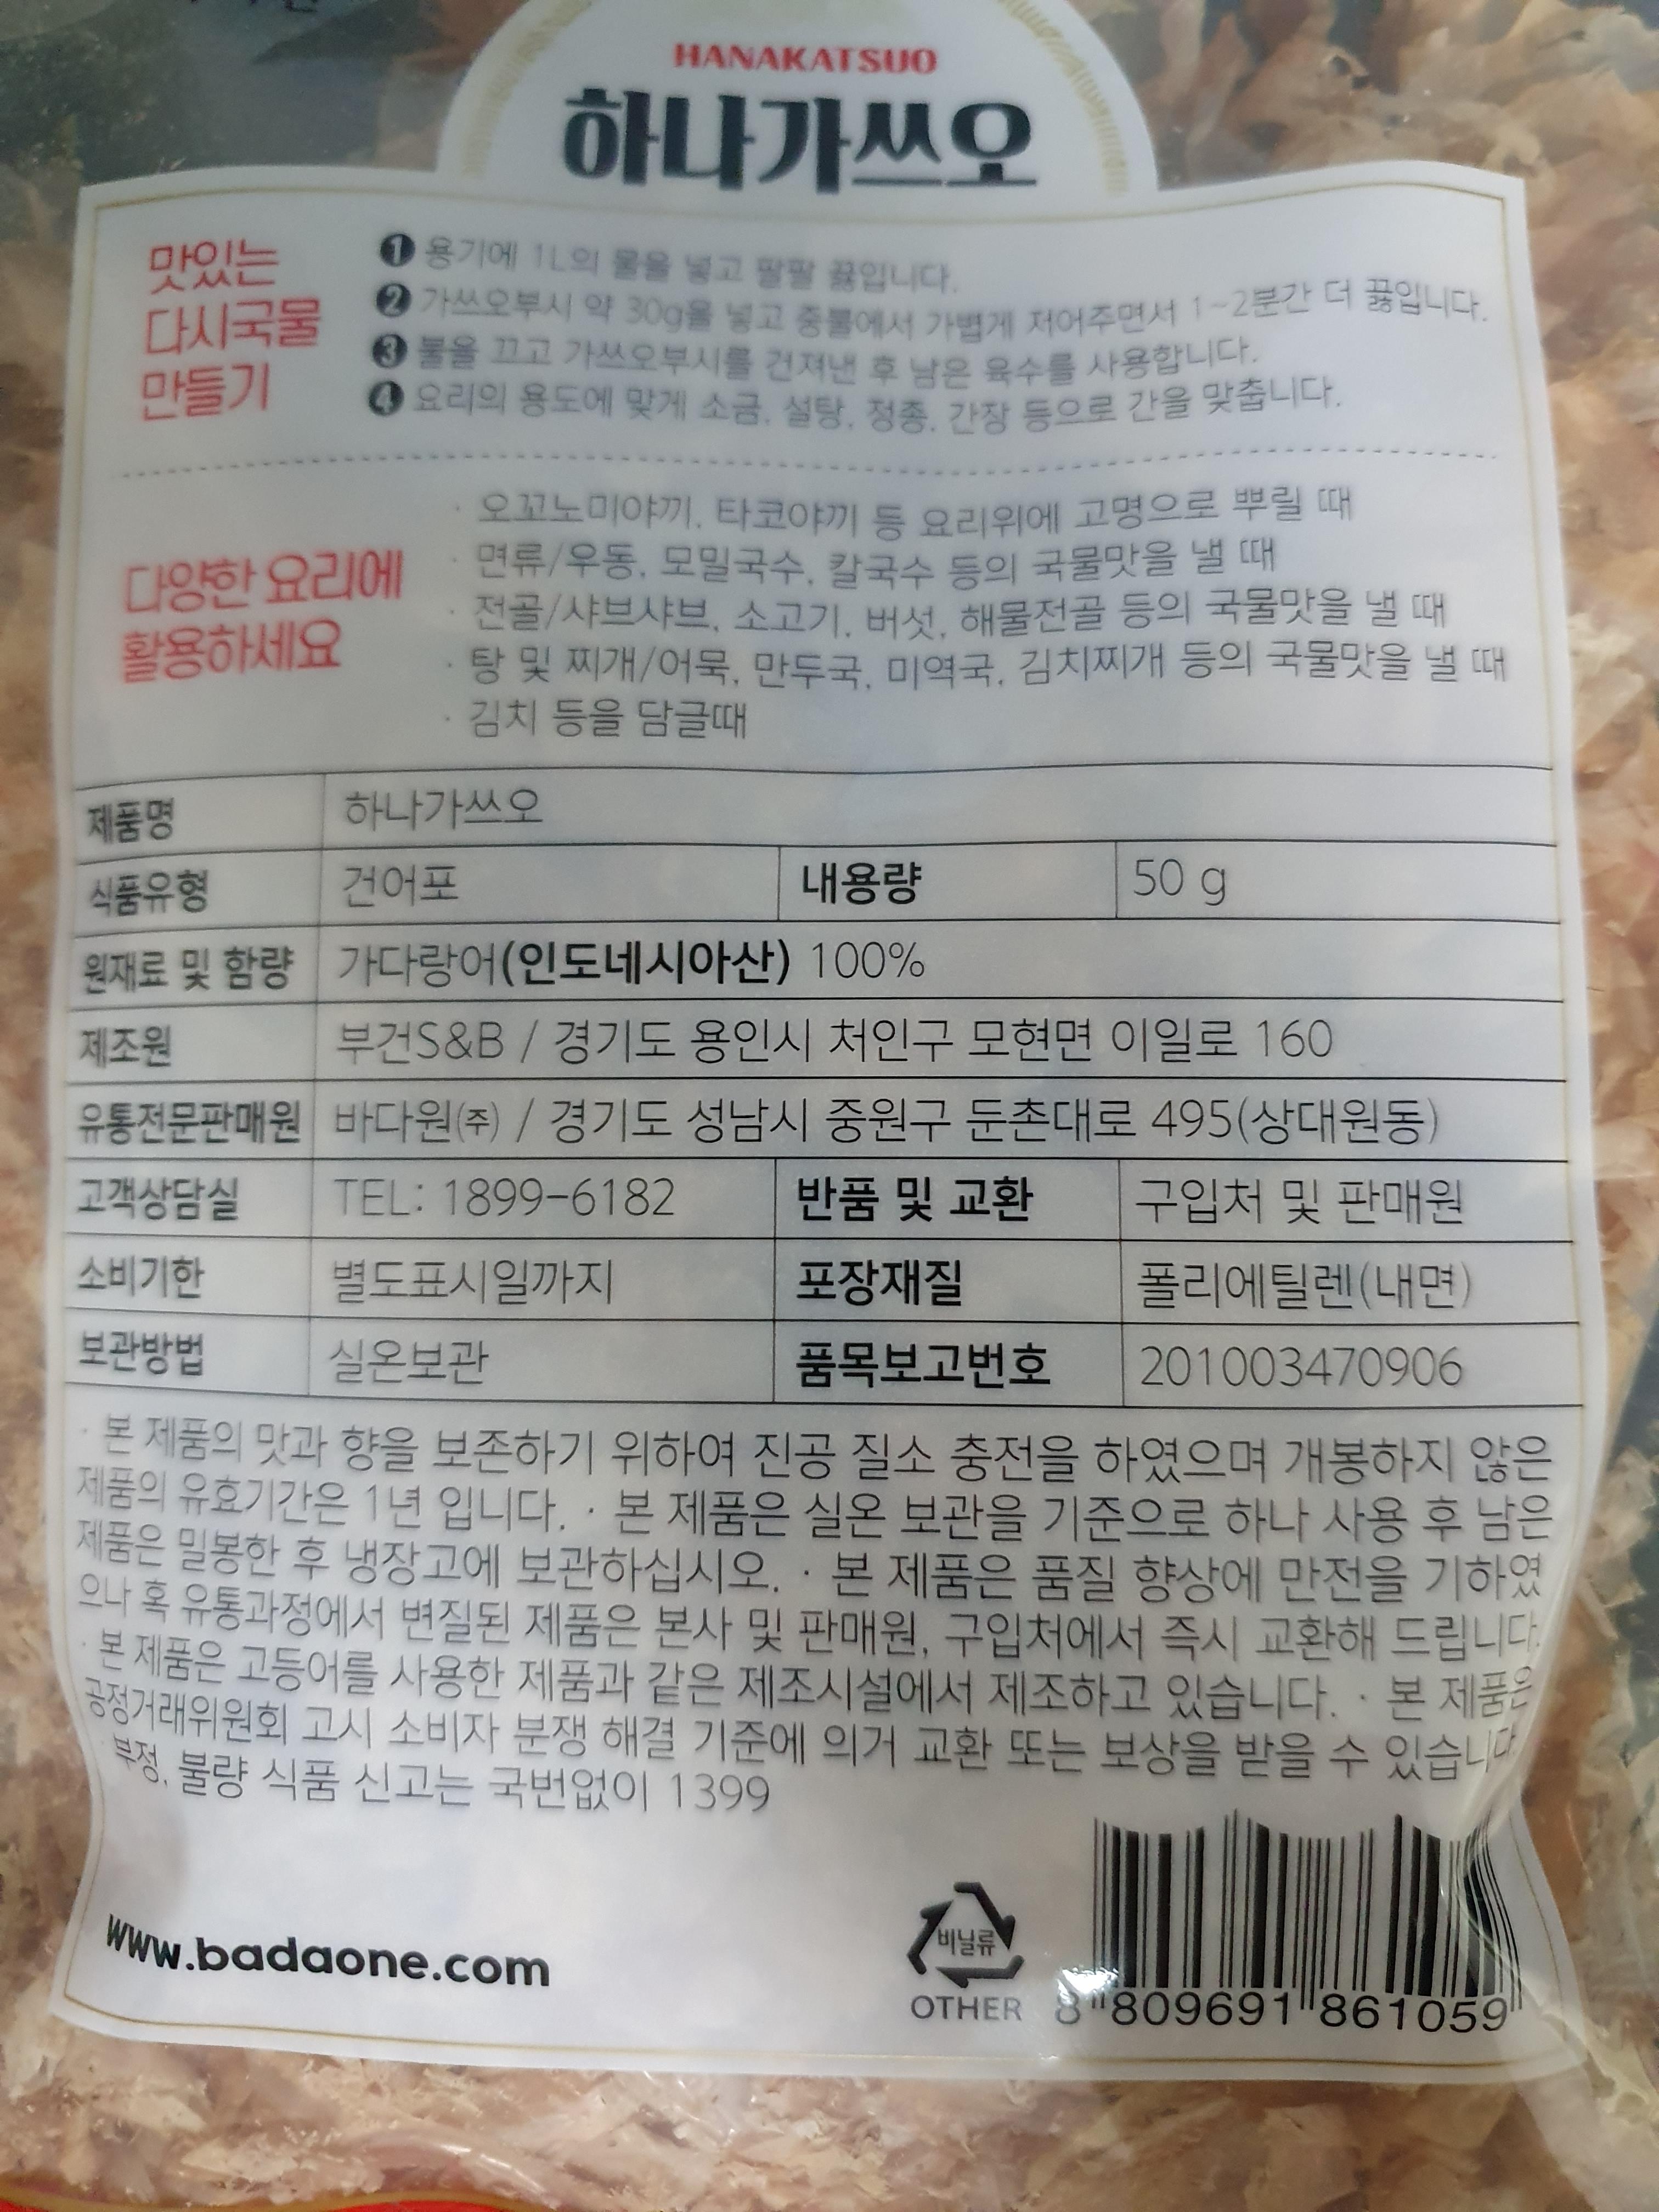 HANAKATSUO
하나가쓰오
맛있는
다시국물
만들기
❶ 용기에 1L의 물을 넣고 팔팔 끓입니다.
❷ 가쓰오부시 약 30g을 넣고 중불에서 가볍게 저어주면서 1~2분간 더 끓입니다.
❸ 불을 끄고 가쓰오부시를 건져낸 후 남은 육수를 사용합니다.
❹ 요리의 용도에 맞게 소금, 설탕, 정종, 간장 등으로 간을 맞춥니다.
다양한 요리에
활용하세요
· 오꼬노미야끼, 타코야끼 등 요리위에 고명으로 뿌릴 때
· 면류/우동, 모밀국수, 칼국수 등의 국물맛을 낼 때
· 전골/샤브샤브, 소고기, 버섯, 해물전골 등의 국물맛을 낼 때
· 탕 및 찌개/어묵, 만두국, 미역국, 김치찌개 등의 국물맛을 낼 때
· 김치 등을 담글때
제품명 하나가쓰오
식품유형 건어포 내용량 50 g
원재료 및 함량 가다랑어(인도네시아산) 100%
제조원 부건S&B / 경기도 용인시 처인구 모현면 이일로 160
유통전문판매원 바다원㈜ / 경기도 성남시 중원구 둔촌대로 495(상대원동)
고객상담실 TEL: 1899-6182 반품 및 교환 구입처 및 판매원
소비기한 별도표시일까지 포장재질 폴리에틸렌(내면)
보관방법 실온보관 품목보고번호 201003470906
· 본 제품의 맛과 향을 보존하기 위하여 진공 질소 충전을 하였으며 개봉하지 않은
제품의 유효기간은 1년 입니다. · 본 제품은 실온 보관을 기준으로 하나 사용 후 남은
제품은 밀봉한 후 냉장고에 보관하십시오. · 본 제품은 품질 향상에 만전을 기하였
으나 혹 유통과정에서 변질된 제품은 본사 및 판매원, 구입처에서 즉시 교환해 드립니다.
· 본 제품은 고등어를 사용한 제품과 같은 제조시설에서 제조하고 있습니다. · 본 제품은
공정거래위원회 고시 소비자 분쟁 해결 기준에 의거 교환 또는 보상을 받을 수 있습니다.
· 부정, 불량 식품 신고는 국번없이 1399
www.badaone.com
비닐류
OTHER
8 809691 861059